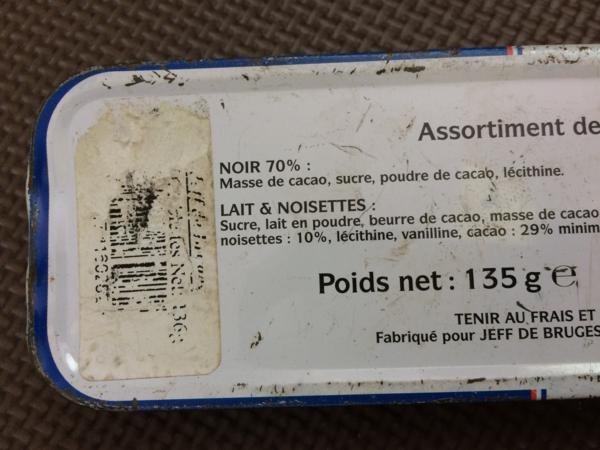 Assortiment de
NOIR 70% :
Masse de cacao, sucre, poudre de cacao, lécithine.
LAIT & NOISETTES :
Sucre, lait en poudre, beurre de cacao, masse de cacao
noisettes : 10%, lécithine, vanilline, cacao : 29% minim
Poids net : 135 g e
TENIR AU FRAIS ET
Fabriqué pour JEFF DE BRUGES